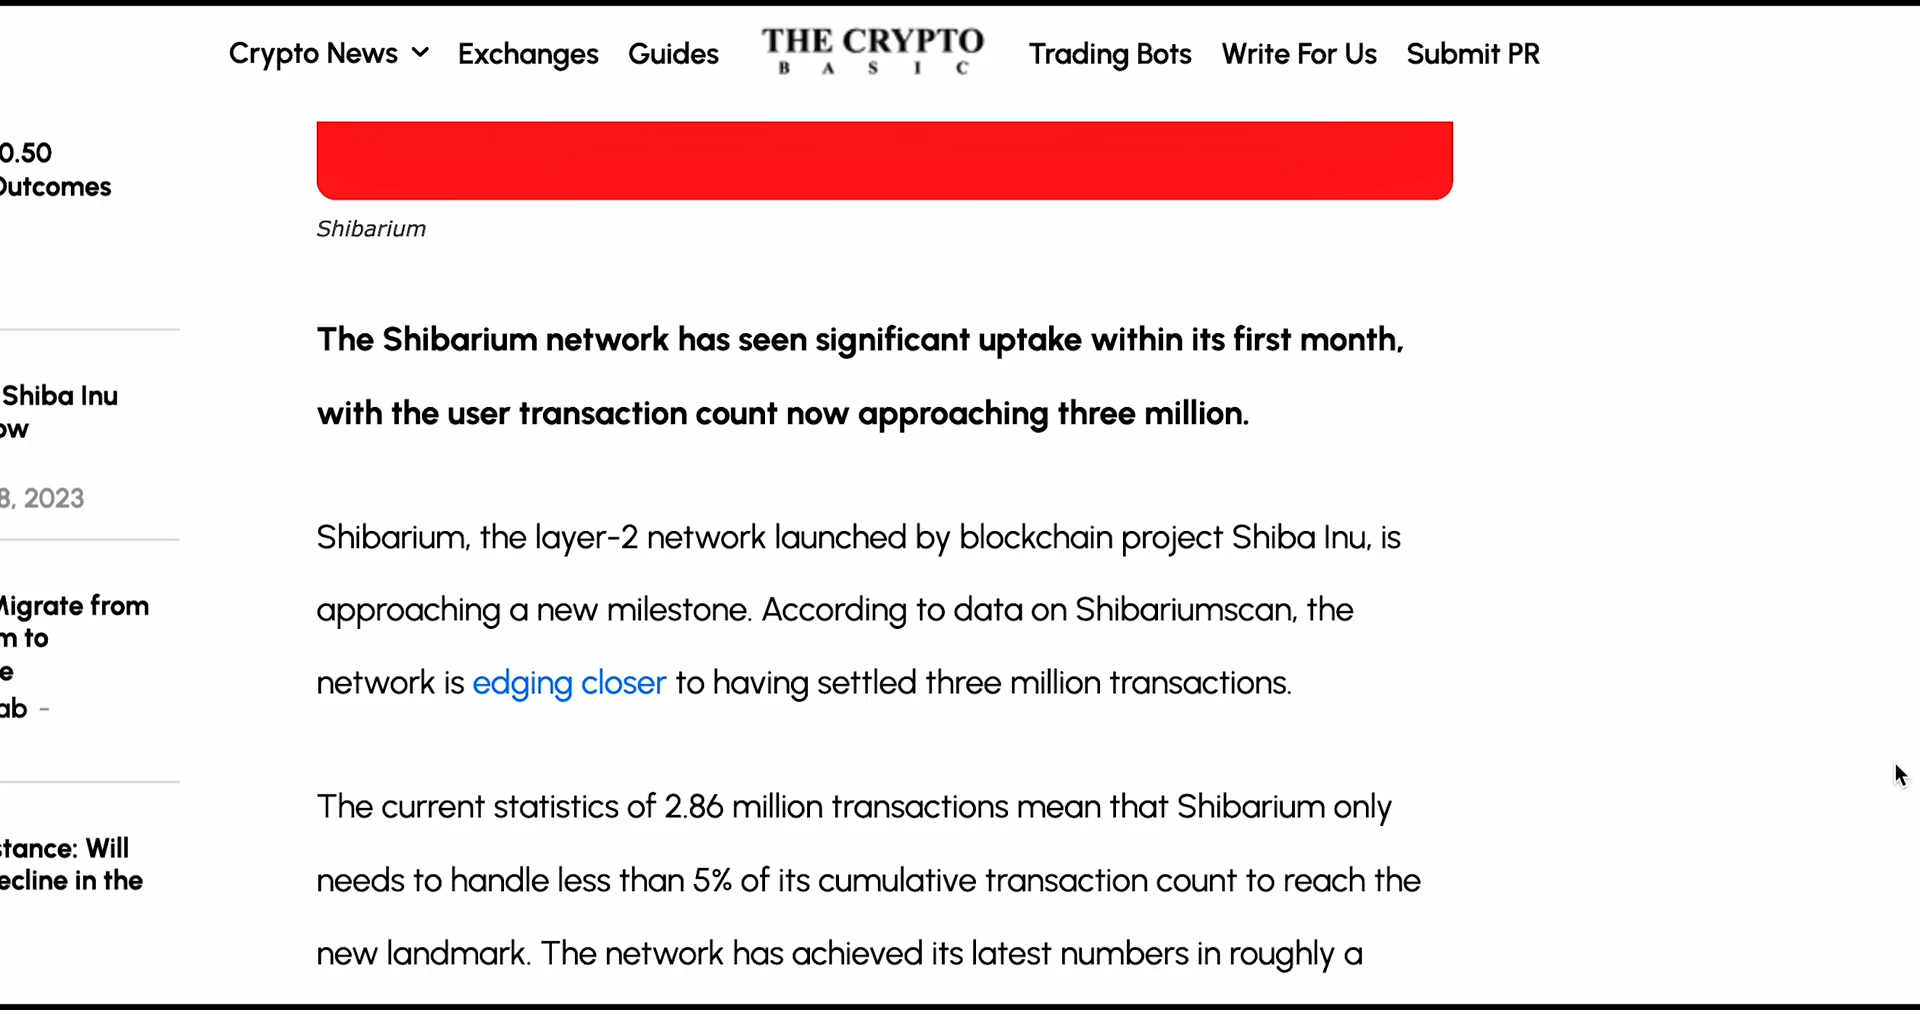 Crypto News Exchanges Guides THE CRYPTO BASIC Trading Bots Write For Us Submit PR
0.50
Outcomes
Shiba Inu
ow
8, 2023
Migrate from
m to
e
ab -
stance: Will
ecline in the
Shibarium
The Shibarium network has seen significant uptake within its first month,
with the user transaction count now approaching three million.
Shibarium, the layer-2 network launched by blockchain project Shiba Inu, is
approaching a new milestone. According to data on Shibariumscan, the
network is edging closer to having settled three million transactions.
The current statistics of 2.86 million transactions mean that Shibarium only
needs to handle less than 5% of its cumulative transaction count to reach the
new landmark. The network has achieved its latest numbers in roughly a